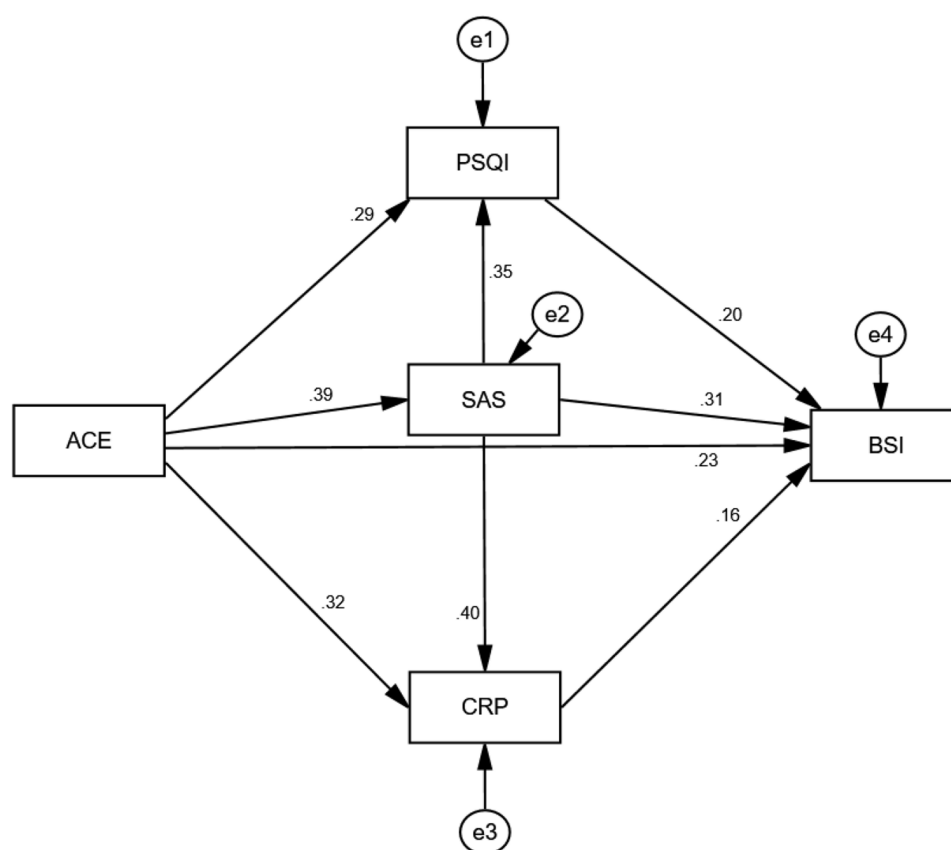 e1
PSQI
.29
.35
e2
.20
e4
.39
SAS
.31
ACE
BSI
.23
.16
.32
.40
CRP
e3